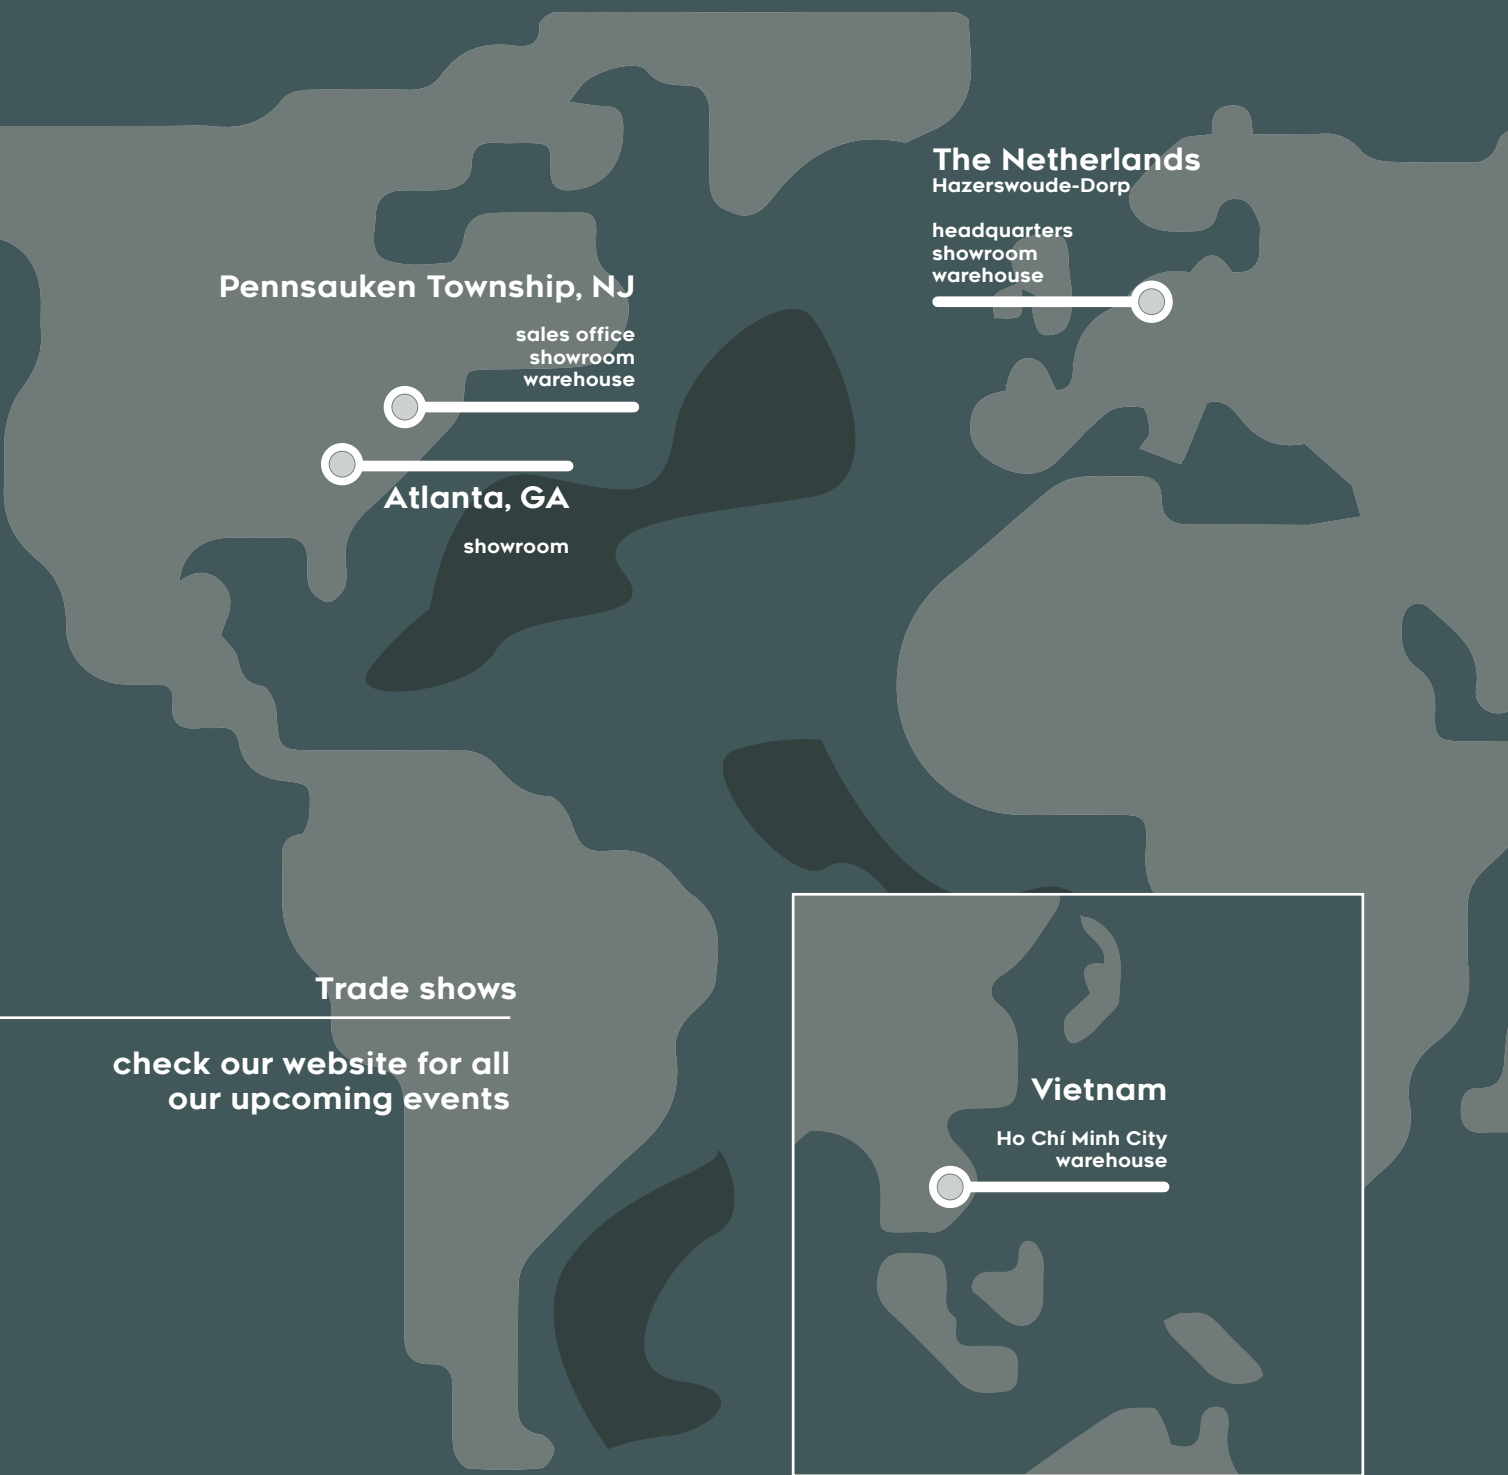 The Netherlands
Hazerswoude-Dorp
headquarters
showroom
warehouse
Pennsauken Township, NJ
sales office
showroom
warehouse
Atlanta, GA
showroom
Trade shows
check our website for all
our upcoming events
Vietnam
Ho Chí Minh City
warehouse